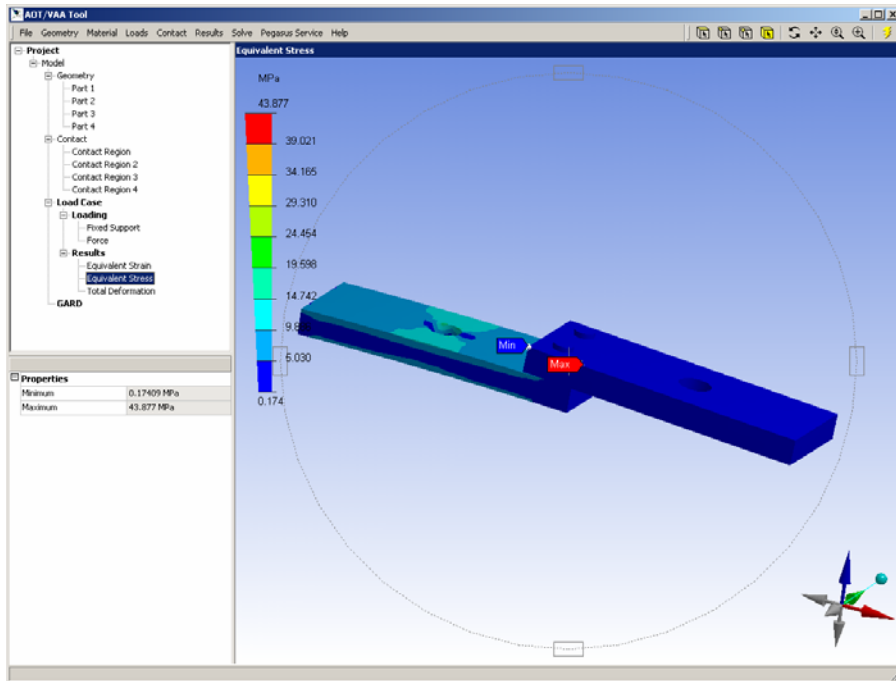 AOT/VAA Tool
File Geometry Material Loads Contact Results Solve Pegasus Service Help
Project
Model
Geometry
Part 1
Part 2
Part 3
Part 4
Contact
Contact Region
Contact Region 2
Contact Region 3
Contact Region 4
Load Case
Loading
Fixed Support
Force
Results
Equivalent Strain
Equivalent Stress
Total Deformation
GARD
Properties
Minimum 0.17409 MPa
Maximum 43.877 MPa
Equivalent Stress
MPa
43.877
39.021
34.165
29.310
24.454
19.598
14.742
5.030
0.174
Min
Max